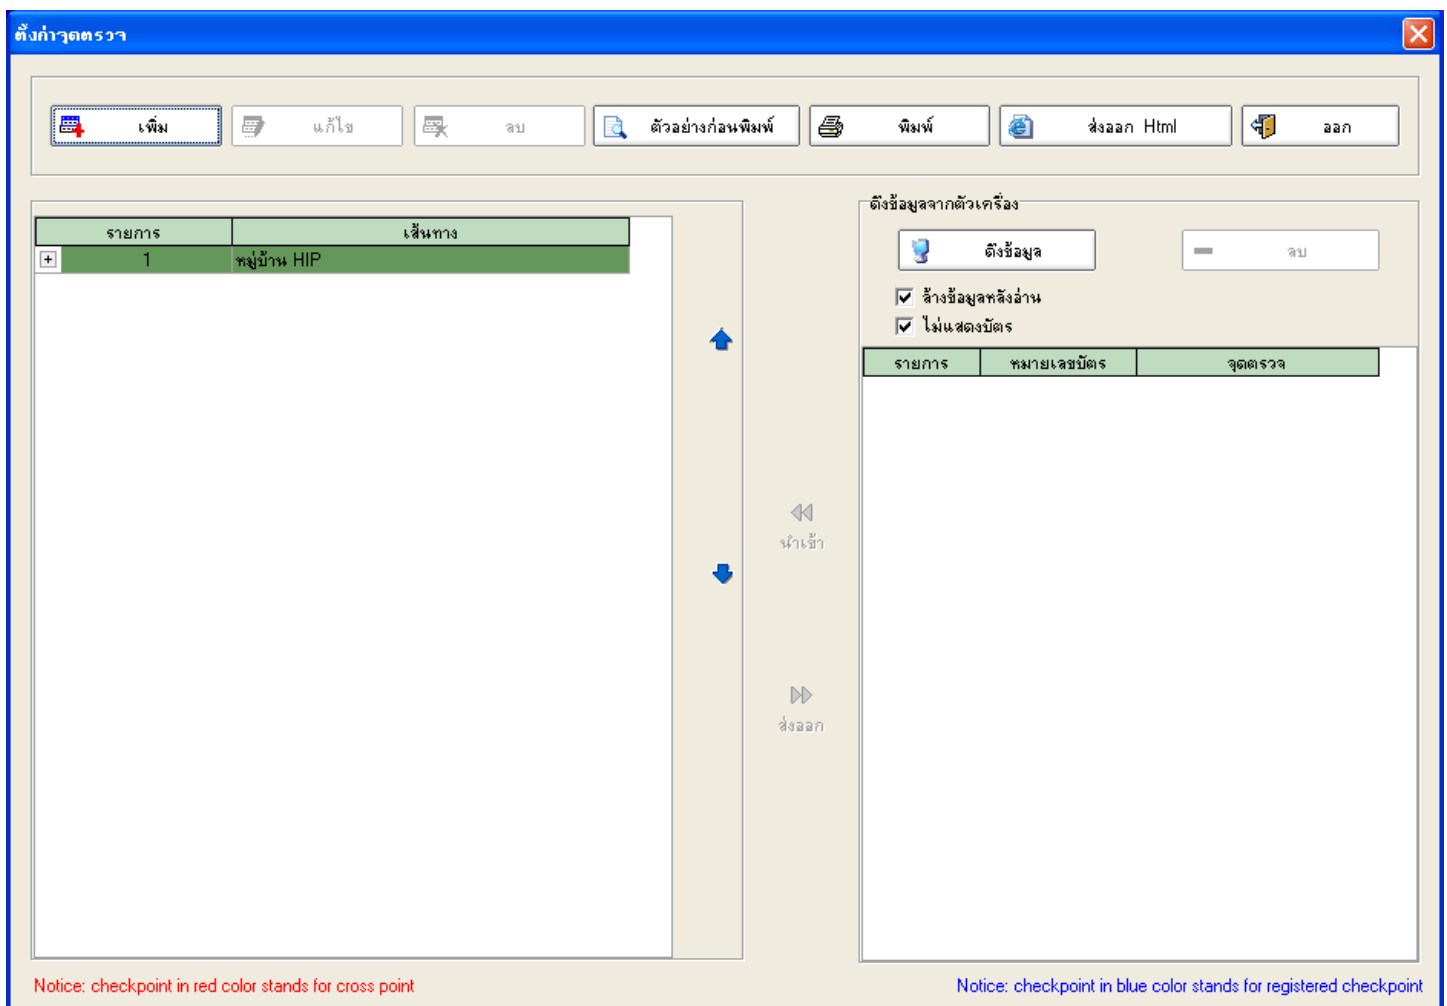 ตั้งค่าจุดตรวจ
เพิ่ม แก้ไข ลบ ตัวอย่างก่อนพิมพ์ พิมพ์ ส่งออก Html ออก
รายการ เส้นทาง
1 หมู่บ้าน HIP
ดึงข้อมูลจากตัวเครื่อง
ดึงข้อมูล ลบ
ล้างข้อมูลหลังอ่าน
ไม่แสดงบัตร
รายการ หมายเลขบัตร จุดตรวจ
นำเข้า
ส่งออก
Notice: checkpoint in red color stands for cross point
Notice: checkpoint in blue color stands for registered checkpoint